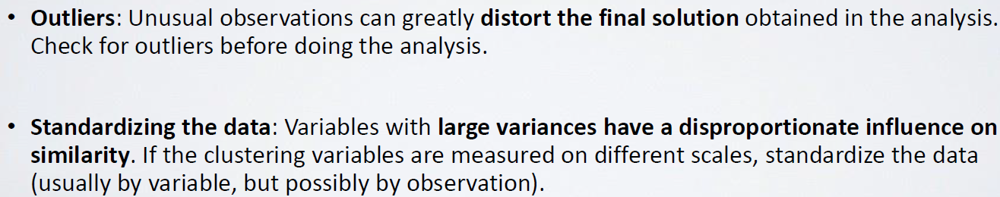 • Outliers: Unusual observations can greatly distort the final solution obtained in the analysis.
Check for outliers before doing the analysis.
• Standardizing the data: Variables with large variances have a disproportionate influence on
similarity. If the clustering variables are measured on different scales, standardize the data
(usually by variable, but possibly by observation).